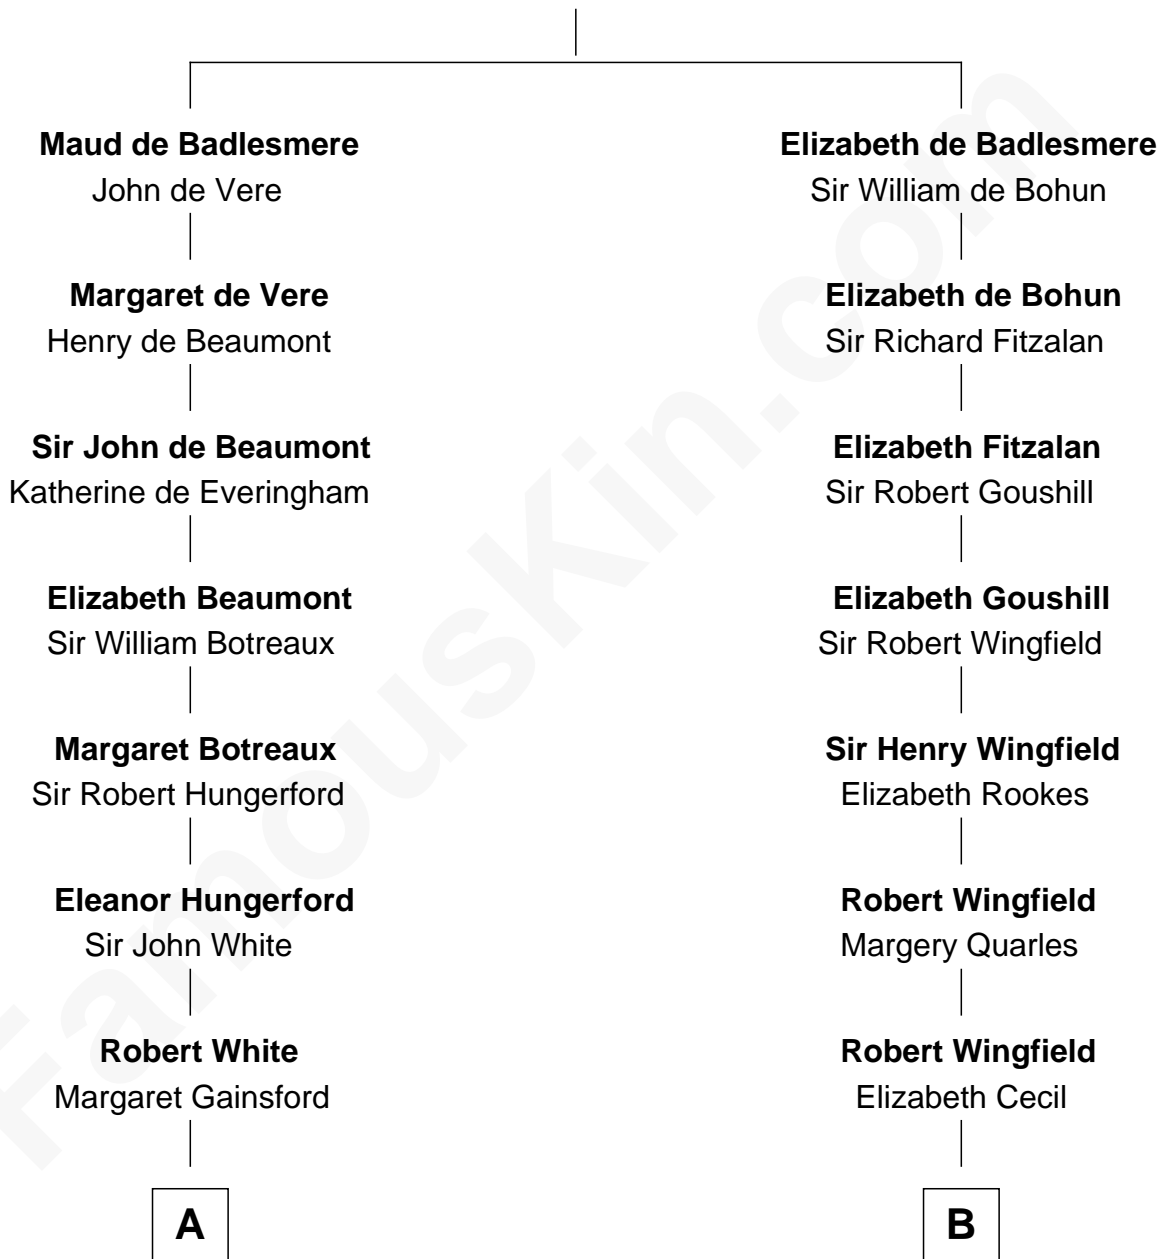 Maud de Badlesmere
John de Vere
Margaret de Vere
Henry de Beaumont
Sir John de Beaumont
Katherine de Everingham
Elizabeth Beaumont
Sir William Botreaux
Margaret Botreaux
Sir Robert Hungerford
Eleanor Hungerford
Sir John White
Robert White
Margaret Gainsford
A
Elizabeth de Badlesmere
Sir William de Bohun
Elizabeth de Bohun
Sir Richard Fitzalan
Elizabeth Fitzalan
Sir Robert Goushill
Elizabeth Goushill
Sir Robert Wingfield
Sir Henry Wingfield
Elizabeth Rookes
Robert Wingfield
Margery Quarles
Robert Wingfield
Elizabeth Cecil
B
FamousKin.com